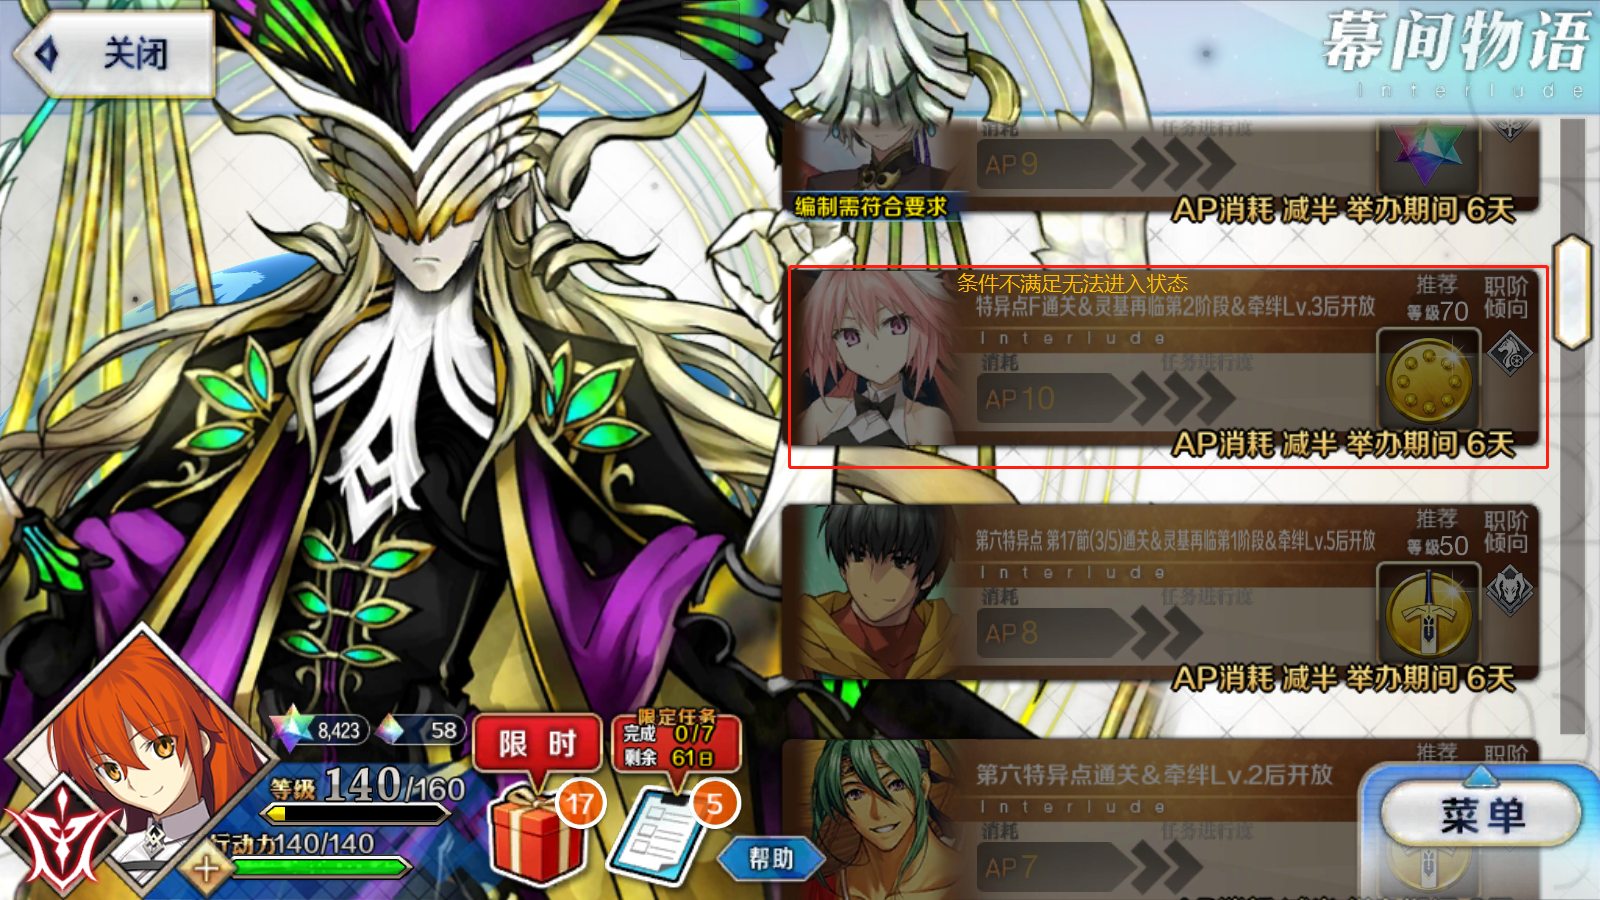 关闭
幕间物语
Interlude
消耗
任务进行度
AP 9
编制需符合要求
AP消耗 减半 举办期间 6天
条件不满足无法进入状态
特异点F通关&灵基再临第2阶段&牵绊Lv.3后开放
推荐
等级70
职阶
倾向
Interlude
消耗
任务进行度
AP 10
AP消耗 减半 举办期间 6天
第六特异点 第17節(3/5)通关&灵基再临第1阶段&牵绊Lv.5后开放
推荐
等级50
职阶
倾向
Interlude
消耗
任务进行度
AP 8
AP消耗 减半 举办期间 6天
第六特异点通关&牵绊Lv.2后开放
推荐
职阶
Interlude
消耗
任务进行度
AP 7
菜单
8,423
58
限时
限定任务
完成 0/7
剩余 61日
17
5
等级 140/160
行动力140/140
帮助